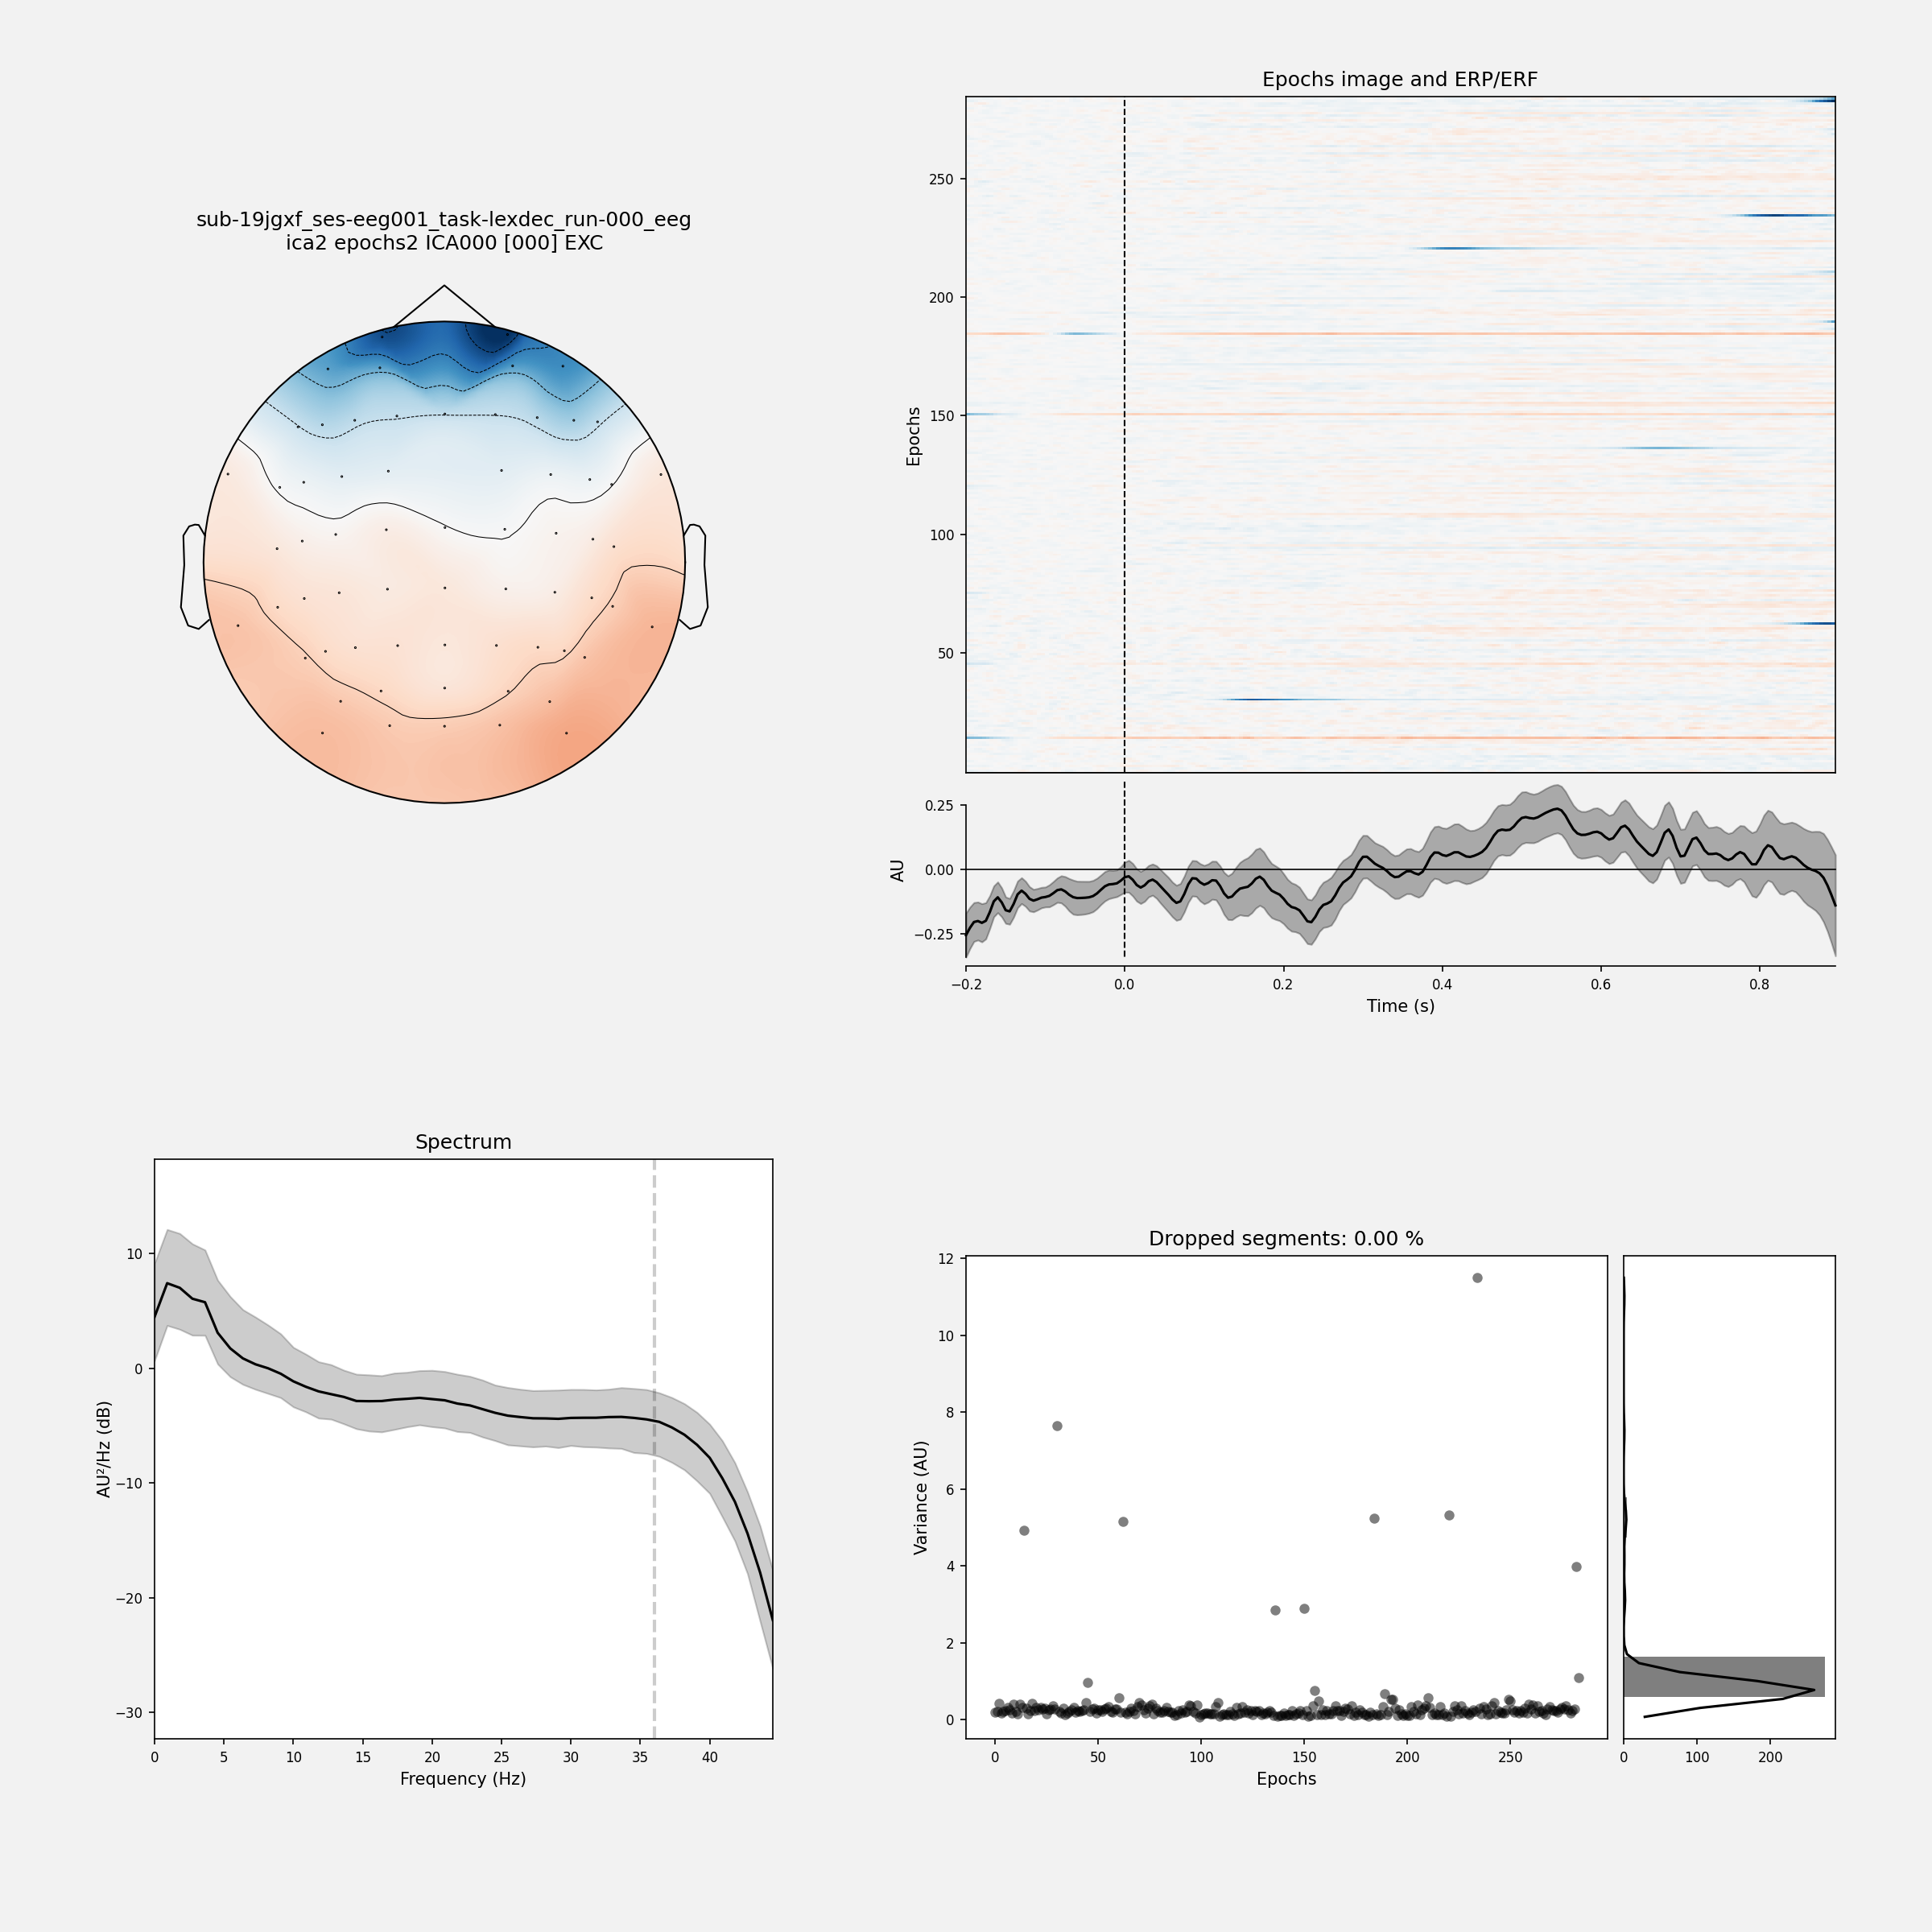 sub-19jgxf_ses-eeg001_task-lexdec_run-000_eeg
ica2 epochs2 ICA000 [000] EXC
Epochs image and ERP/ERF
Epochs
250
200
150
100
50
AU
0.25
0.00
−0.25
−0.2 0.0 0.2 0.4 0.6 0.8
Time (s)
Spectrum
AU²/Hz (dB)
10
0
−10
−20
−30
0 5 10 15 20 25 30 35 40
Frequency (Hz)
Dropped segments: 0.00 %
Variance (AU)
12
10
8
6
4
2
0
0 50 100 150 200 250
Epochs
0 100 200